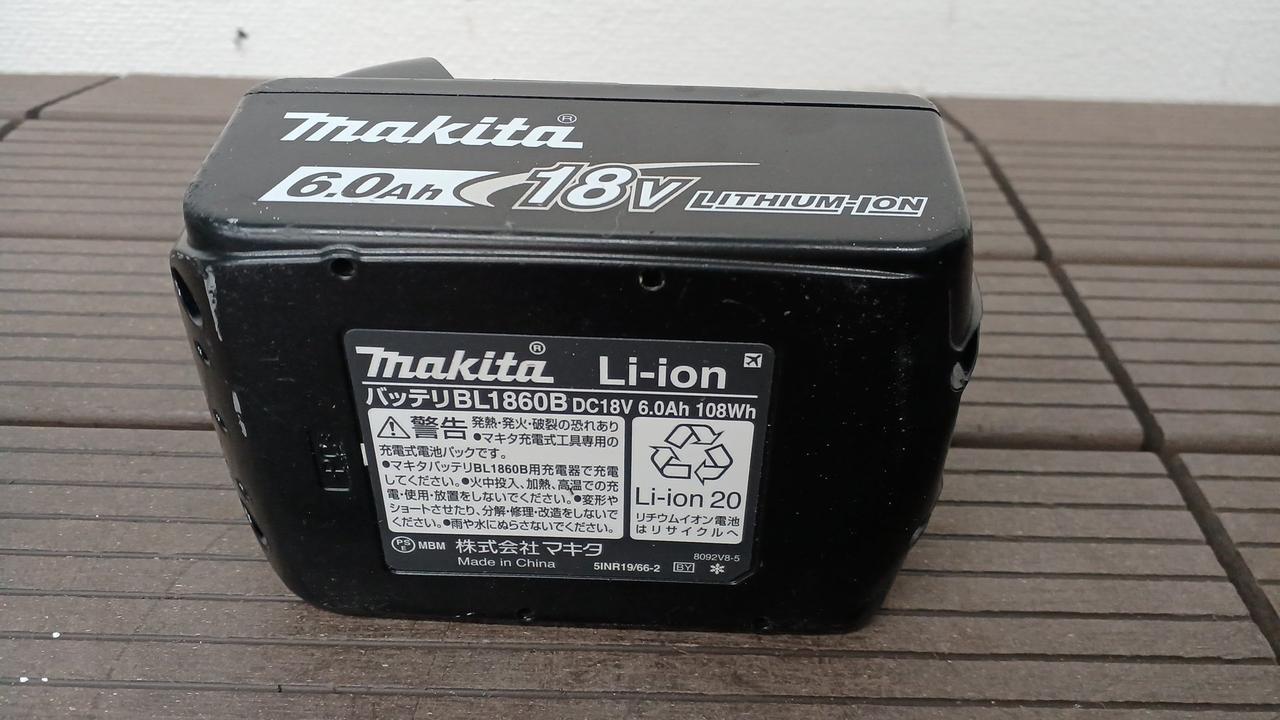 makita®
6.0Ah 18V LITHIUM-ION
makita® Li-ion
バッテリBL1860B DC18V 6.0Ah 108Wh
警告 発熱・発火・破裂の恐れあり
●マキタ充電式工具専用の
充電式電池パックです。
●マキタバッテリBL1860B用充電器で充電
してください。●火中投入、加熱、高温での充
電・使用・放置をしないでください。●変形や
ショートさせたり、分解・修理・改造をしないで
ください。●雨や水にぬらさないでください。
Li-ion 20
リチウムイオン電池
はリサイクルへ
PSE MBM 株式会社マキタ
Made in China
5INR19/66-2 BY
8092V8-5